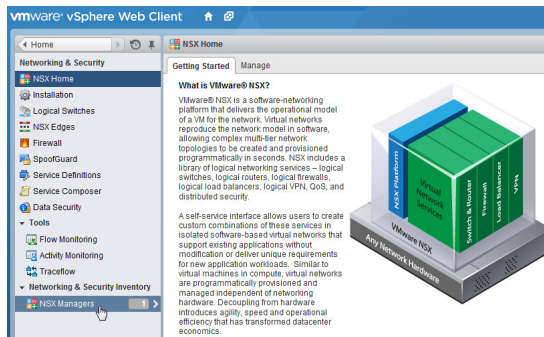 vmware® vSphere Web Client
Home
Networking & Security
NSX Home
Installation
Logical Switches
NSX Edges
Firewall
SpoofGuard
Service Definitions
Service Composer
Data Security
Tools
Flow Monitoring
Activity Monitoring
Traceflow
Networking & Security Inventory
NSX Managers 1
NSX Home
Getting Started Manage
What is VMware® NSX?
VMware® NSX is a software-networking
platform that delivers the operational model
of a VM for the network. Virtual networks
reproduce the network model in software,
allowing complex multi-tier network
topologies to be created and provisioned
programmatically in seconds. NSX includes a
library of logical networking services – logical
switches, logical routers, logical firewalls,
logical load balancers, logical VPN, QoS, and
distributed security.
A self-service interface allows users to create
custom combinations of these services in
isolated software-based virtual networks that
support existing applications without
modification or deliver unique requirements
for new application workloads. Similar to
virtual machines in compute, virtual networks
are programmatically provisioned and
managed independent of networking
hardware. Decoupling from hardware
introduces agility, speed and operational
efficiency that has transformed datacenter
economics.
NSX Platform
Virtual
Network
Services
Switch & Router
Firewall
Load Balancer
VPN
VMware NSX
Any Network Hardware